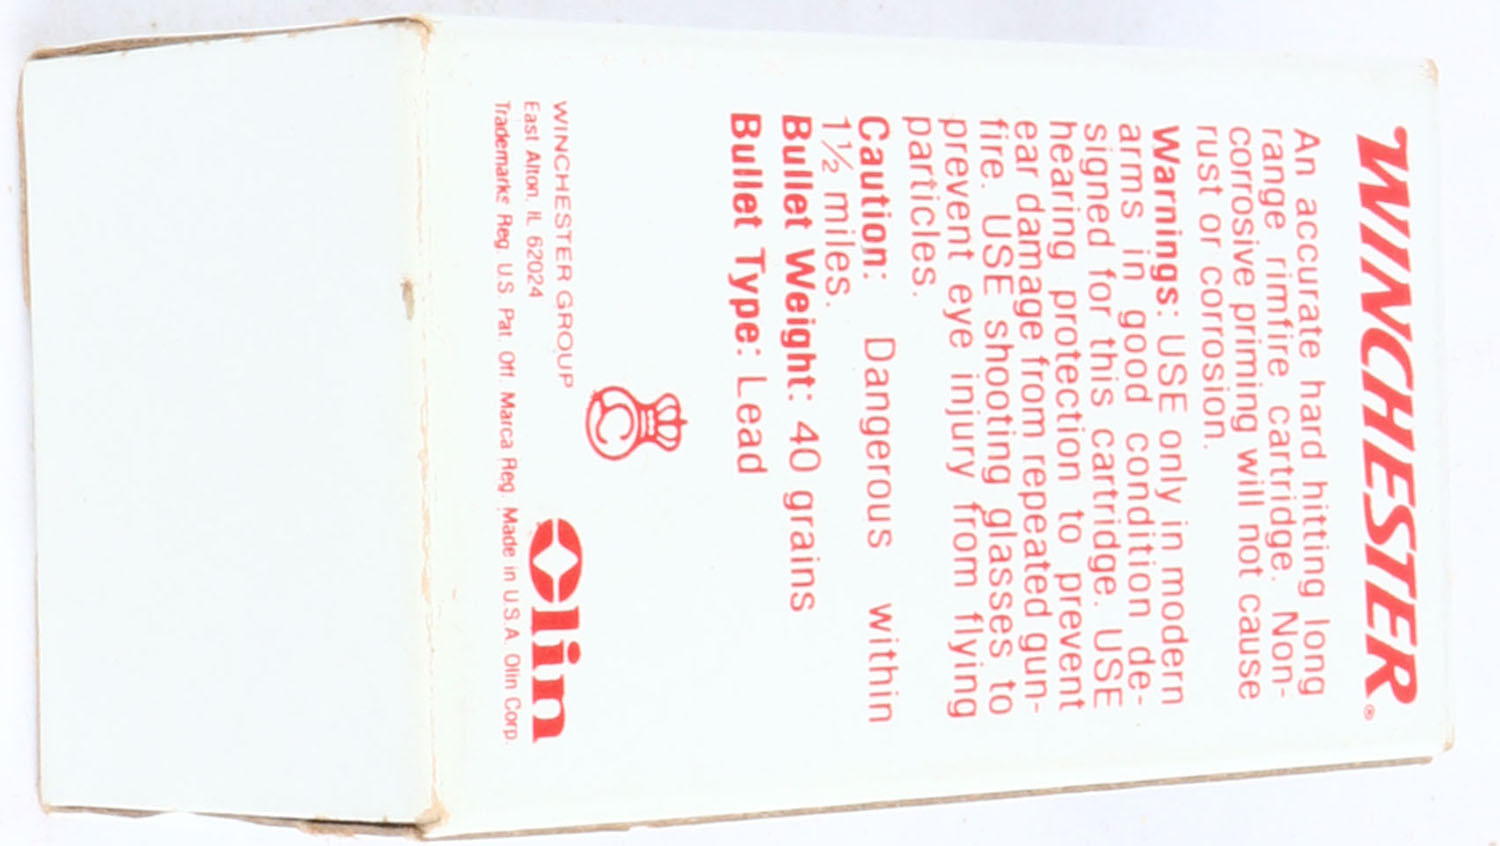 WINCHESTER®
An accurate hard hitting long
range rimfire cartridge. Non-
corrosive priming will not cause
rust or corrosion.
Warnings: USE only in modern
arms in good condition de-
signed for this cartridge. USE
hearing protection to prevent
ear damage from repeated gun-
fire. USE shooting glasses to
prevent eye injury from flying
particles.
Caution: Dangerous within
1½ miles.
Bullet Weight: 40 grains
Bullet Type: Lead
C
WINCHESTER GROUP
Olin
East Alton, IL 62024
Trademarks Reg. U.S. Pat. Off. Marca Reg. Made in U.S.A. Olin Corp.